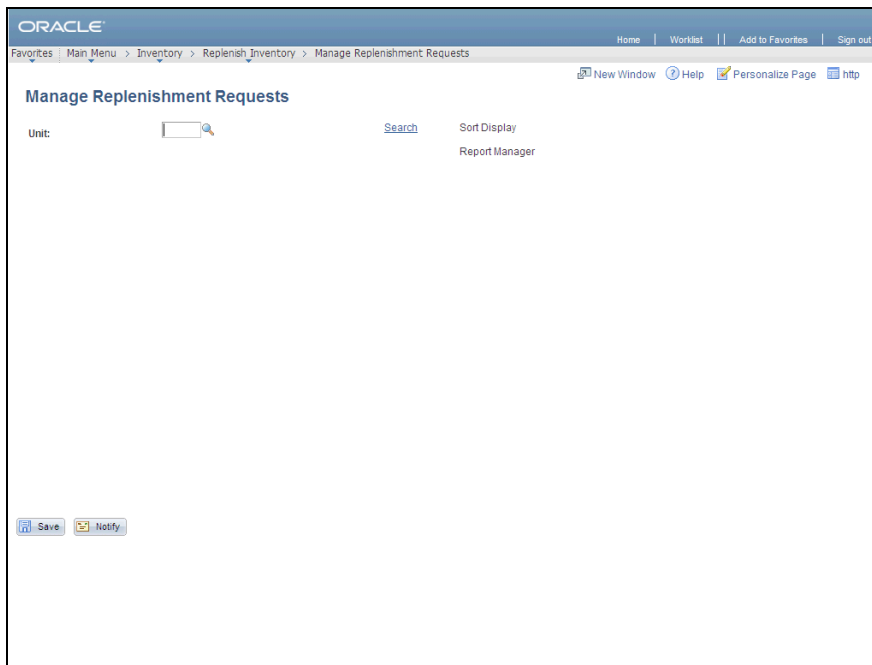 ORACLE
Home | Worklist || Add to Favorites | Sign out
Favorites Main Menu > Inventory > Replenish Inventory > Manage Replenishment Requests
New Window Help Personalize Page http
Manage Replenishment Requests
Unit: Search Sort Display
Report Manager
Save Notify